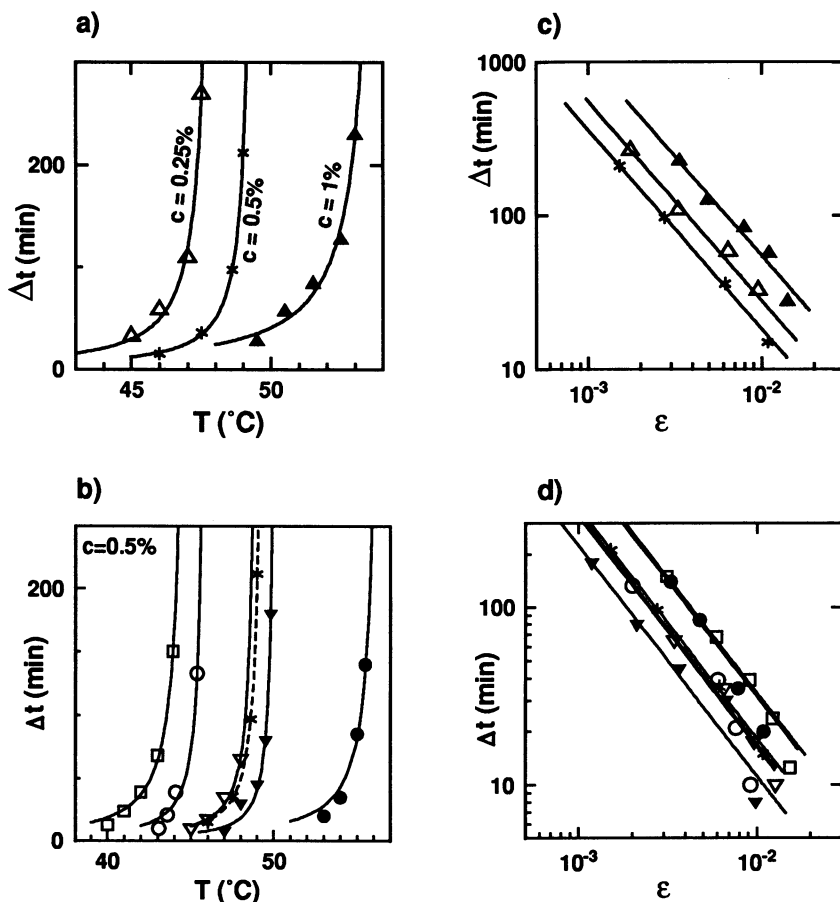 a)
c)
200
0
Δt (min)
c = 0.25%
c = 0.5%
c = 1%
45
50
T (°C)
1000
100
10
Δt (min)
10⁻³
10⁻²
ε
b)
d)
c=0.5%
200
0
Δt (min)
40
50
T (°C)
100
10
Δt (min)
10⁻³
10⁻²
ε